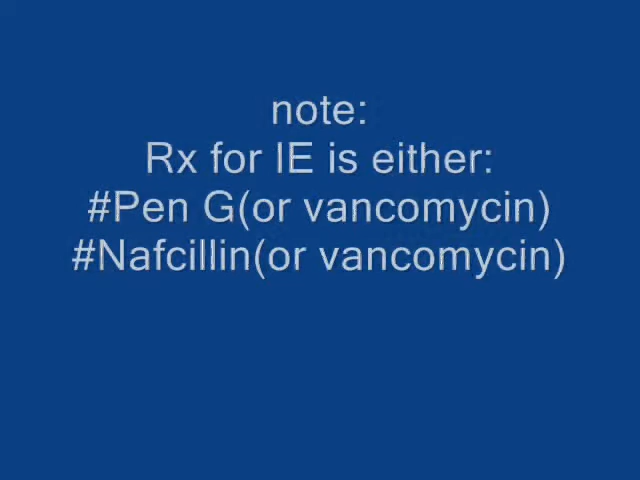 note:
Rx for IE is either:
#Pen G(or vancomycin)
#Nafcillin(or vancomycin)